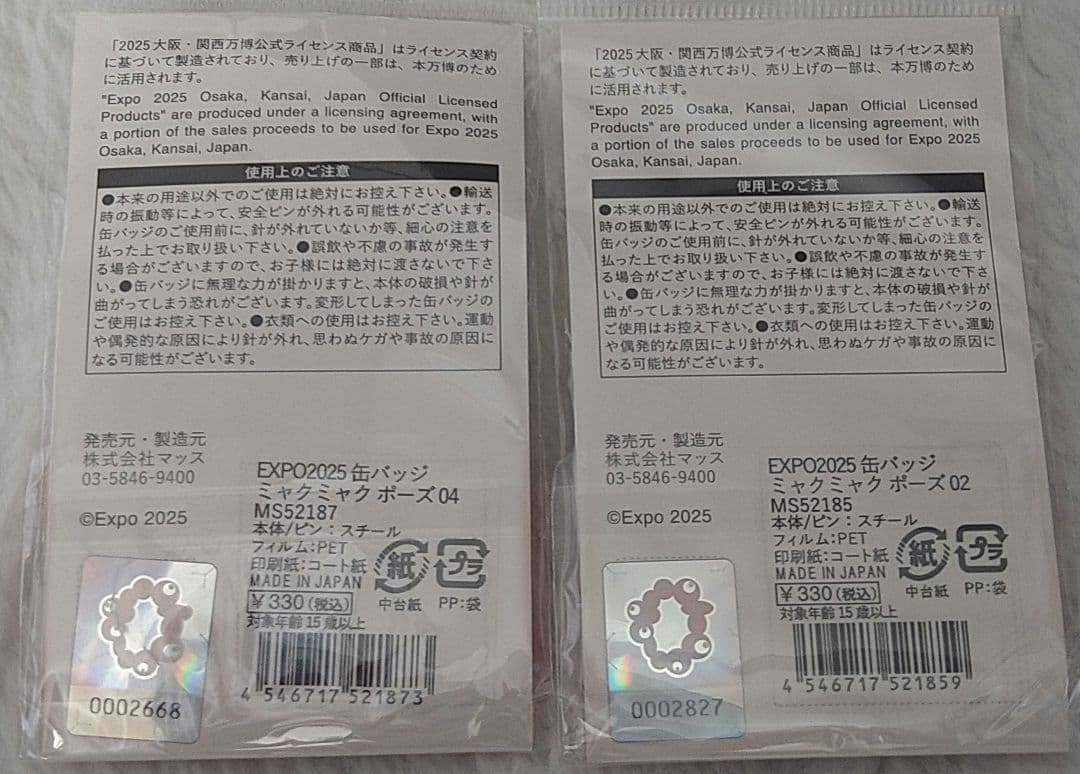 「2025大阪・関西万博公式ライセンス商品」はライセンス契約
に基づいて製造されており、売り上げの一部は、本万博のため
に活用されます。
"Expo 2025 Osaka, Kansai, Japan Official Licensed
Products" are produced under a licensing agreement, with
a portion of the sales proceeds to be used for Expo 2025
Osaka, Kansai, Japan.
使用上のご注意
●本来の用途以外でのご使用は絶対にお控え下さい。●輸送
時の振動等によって、安全ピンが外れる可能性がございます。
缶バッジのご使用前に、針が外れていないか等、細心の注意を
払った上でお取り扱い下さい。●誤飲や不慮の事故が発生す
る場合がございますので、お子様には絶対に渡さないで下さ
い。●缶バッジに無理な力が掛かりますと、本体の破損や針が
曲がってしまう恐れがございます。変形してしまった缶バッジの
ご使用はお控え下さい。●衣類への使用はお控え下さい。運動
や偶発的な原因により針が外れ、思わぬケガや事故の原因に
なる可能性がございます。
発売元・製造元
株式会社マッス
03-5846-9400
©Expo 2025
EXPO2025 缶バッジ
ミャクミャク ポーズ04
MS52187
本体/ピン：スチール
フィルム：PET
印刷紙：コート紙
MADE IN JAPAN
¥330(税込)
対象年齢15歳以上
紙
中台紙
プラ
PP：袋
4 546717 521873
0002668
「2025大阪・関西万博公式ライセンス商品」はライセンス契約
に基づいて製造されており、売り上げの一部は、本万博のため
に活用されます。
"Expo 2025 Osaka, Kansai, Japan Official Licensed
Products" are produced under a licensing agreement, with
a portion of the sales proceeds to be used for Expo 2025
Osaka, Kansai, Japan.
使用上のご注意
●本来の用途以外でのご使用は絶対にお控え下さい。●輸送
時の振動等によって、安全ピンが外れる可能性がございます。
缶バッジのご使用前に、針が外れていないか等、細心の注意を
払った上でお取り扱い下さい。●誤飲や不慮の事故が発生す
る場合がございますので、お子様には絶対に渡さないで下さ
い。●缶バッジに無理な力が掛かりますと、本体の破損や針が
曲がってしまう恐れがございます。変形してしまった缶バッジの
ご使用はお控え下さい。●衣類への使用はお控え下さい。運動
や偶発的な原因により針が外れ、思わぬケガや事故の原因に
なる可能性がございます。
発売元・製造元
株式会社マッス
03-5846-9400
©Expo 2025
EXPO2025 缶バッジ
ミャクミャク ポーズ02
MS52185
本体/ピン：スチール
フィルム：PET
印刷紙：コート紙
MADE IN JAPAN
¥330(税込)
対象年齢15歳以上
紙
中台紙
プラ
PP：袋
4 546717 521859
0002827